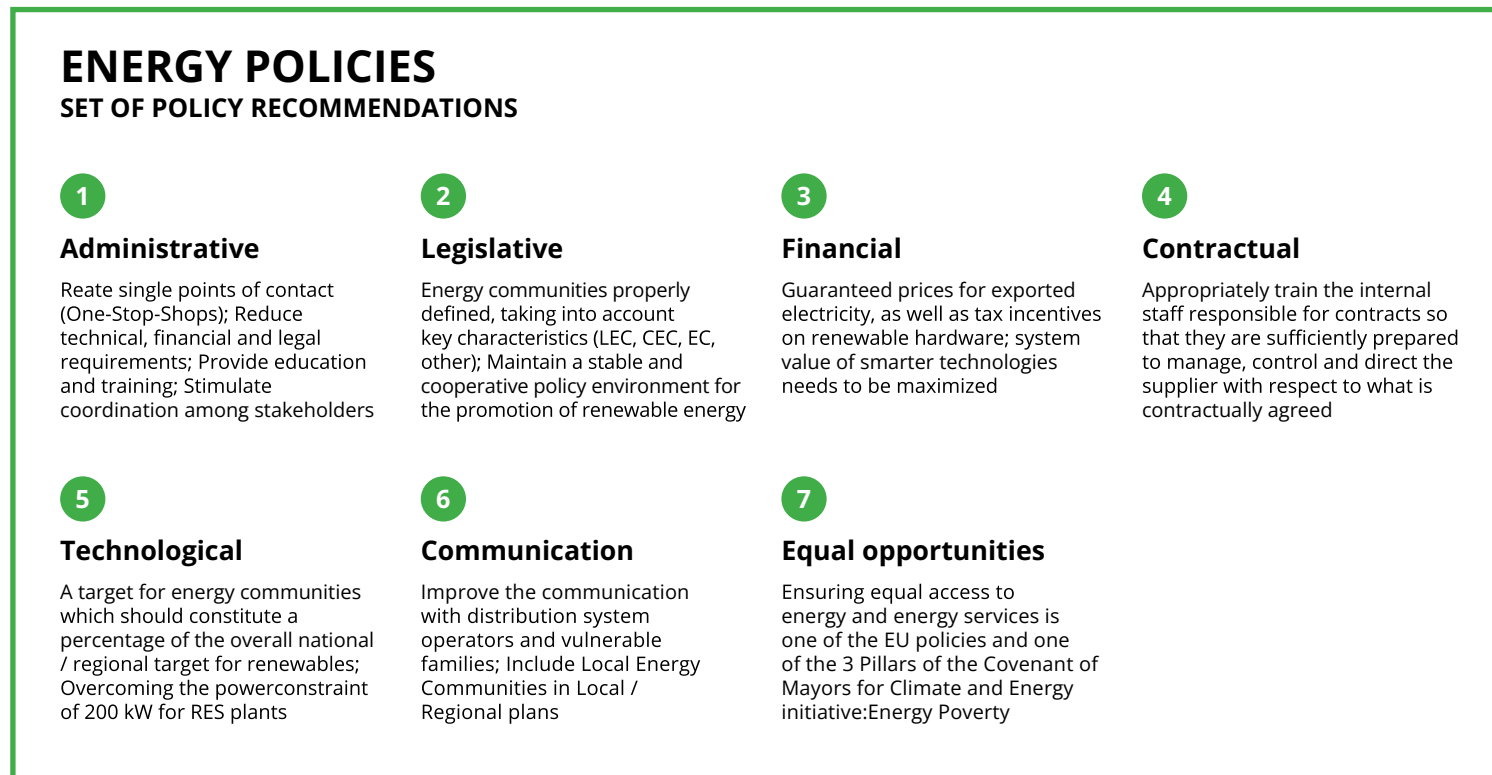 ENERGY POLICIES
SET OF POLICY RECOMMENDATIONS
1
Administrative
Reate single points of contact
(One-Stop-Shops); Reduce
technical, financial and legal
requirements; Provide education
and training; Stimulate
coordination among stakeholders
2
Legislative
Energy communities properly
defined, taking into account
key characteristics (LEC, CEC, EC,
other); Maintain a stable and
cooperative policy environment for
the promotion of renewable energy
3
Financial
Guaranteed prices for exported
electricity, as well as tax incentives
on renewable hardware; system
value of smarter technologies
needs to be maximized
4
Contractual
Appropriately train the internal
staff responsible for contracts so
that they are sufficiently prepared
to manage, control and direct the
supplier with respect to what is
contractually agreed
5
Technological
A target for energy communities
which should constitute a
percentage of the overall national
/ regional target for renewables;
Overcoming the powerconstraint
of 200 kW for RES plants
6
Communication
Improve the communication
with distribution system
operators and vulnerable
families; Include Local Energy
Communities in Local /
Regional plans
7
Equal opportunities
Ensuring equal access to
energy and energy services is
one of the EU policies and one
of the 3 Pillars of the Covenant of
Mayors for Climate and Energy
initiative:Energy Poverty